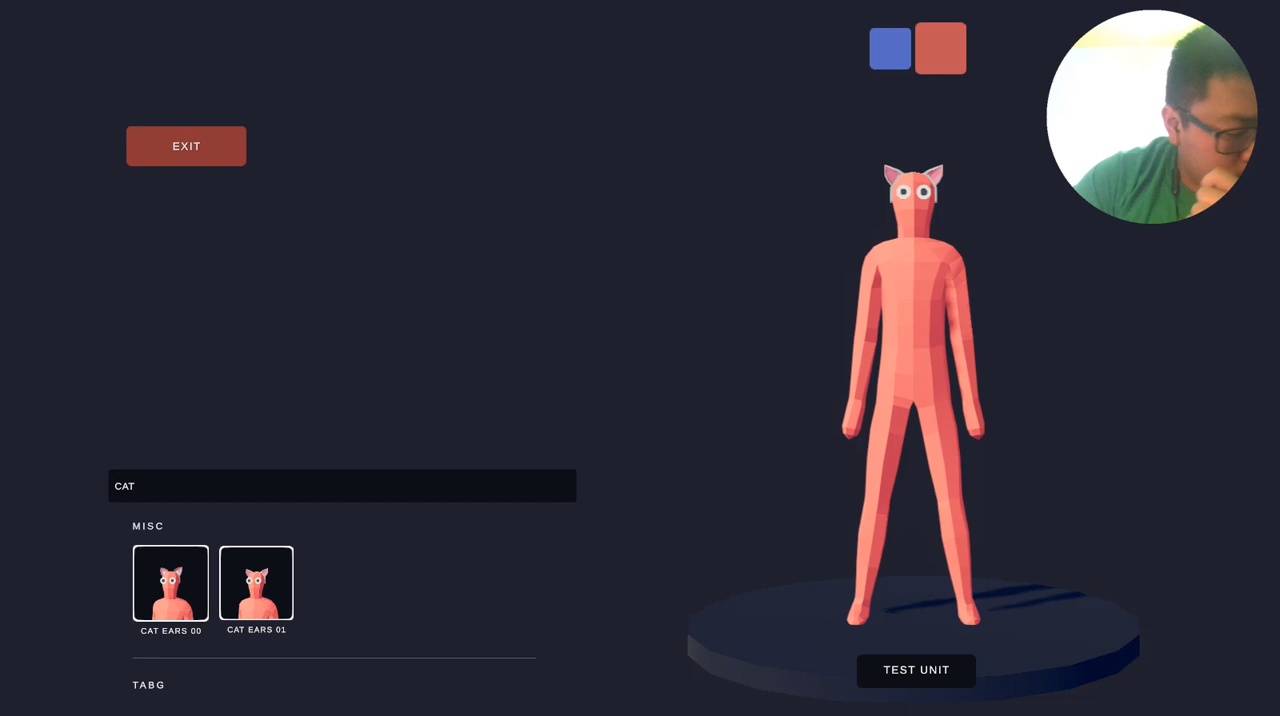 EXIT
CAT
MISC
CAT EARS 00
CAT EARS 01
TABG
TEST UNIT